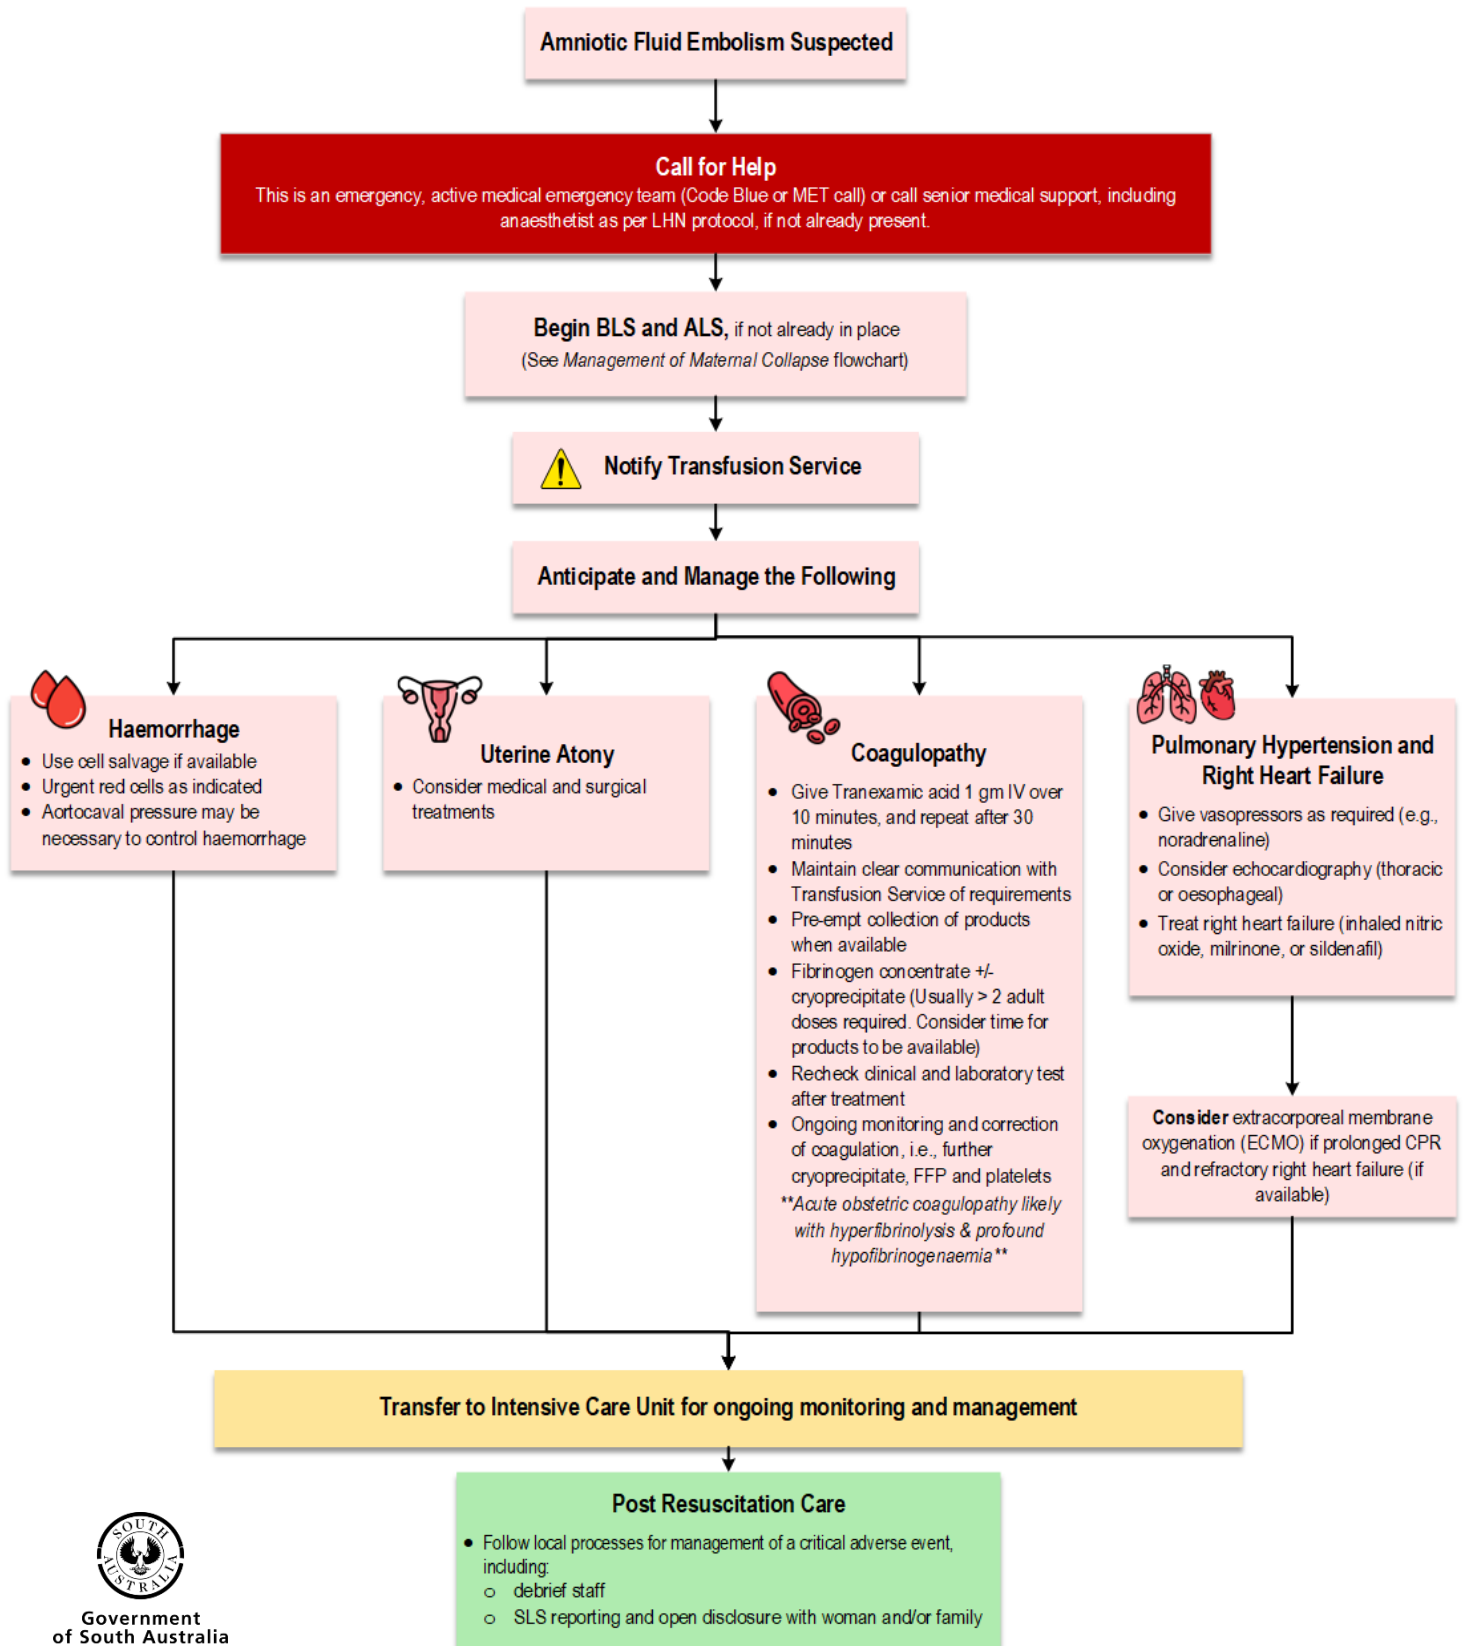 Amniotic Fluid Embolism Suspected
Call for Help
This is an emergency, active medical emergency team (Code Blue or MET call) or call senior medical support, including
anaesthetist as per LHN protocol, if not already present.
Begin BLS and ALS, if not already in place
(See Management of Maternal Collapse flowchart)
Notify Transfusion Service
Anticipate and Manage the Following
Haemorrhage
• Use cell salvage if available
• Urgent red cells as indicated
• Aortocaval pressure may be
necessary to control haemorrhage
Uterine Atony
• Consider medical and surgical
treatments
Coagulopathy
• Give Tranexamic acid 1 gm IV over
10 minutes, and repeat after 30
minutes
• Maintain clear communication with
Transfusion Service of requirements
• Pre-empt collection of products
when available
• Fibrinogen concentrate +/-
cryoprecipitate (Usually > 2 adult
doses required. Consider time for
products to be available)
• Recheck clinical and laboratory test
after treatment
• Ongoing monitoring and correction
of coagulation, i.e., further
cryoprecipitate, FFP and platelets
**Acute obstetric coagulopathy likely
with hyperfibrinolysis & profound
hypofibrinogenaemia**
Pulmonary Hypertension and
Right Heart Failure
• Give vasopressors as required (e.g.,
noradrenaline)
• Consider echocardiography (thoracic
or oesophageal)
• Treat right heart failure (inhaled nitric
oxide, milrinone, or sildenafil)
Consider extracorporeal membrane
oxygenation (ECMO) if prolonged CPR
and refractory right heart failure (if
available)
Transfer to Intensive Care Unit for ongoing monitoring and management
Post Resuscitation Care
• Follow local processes for management of a critical adverse event,
including:
o debrief staff
o SLS reporting and open disclosure with woman and/or family
SOUTH
AUSTRALIA
Government
of South Australia